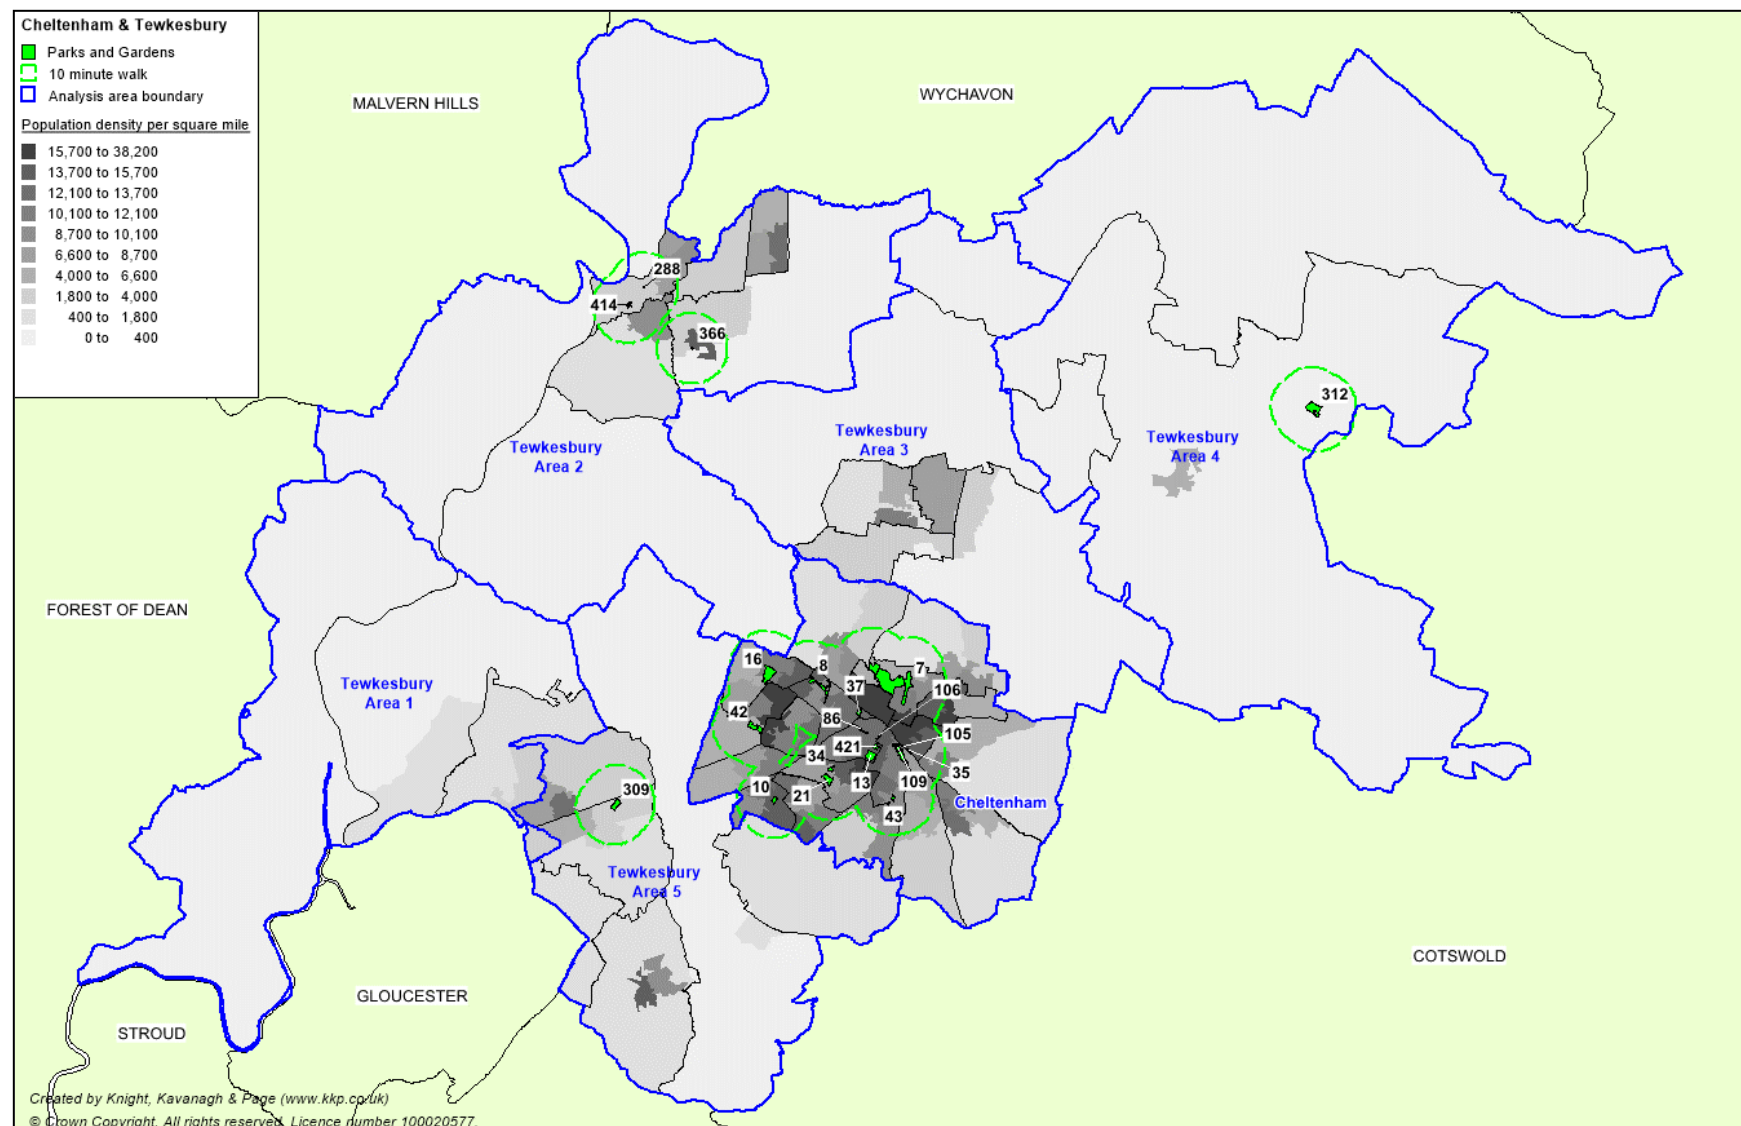 Cheltenham & Tewkesbury
Parks and Gardens
10 minute walk
Analysis area boundary
Population density per square mile
15,700 to 38,200
13,700 to 15,700
12,100 to 13,700
10,100 to 12,100
8,700 to 10,100
6,600 to 8,700
4,000 to 6,600
1,800 to 4,000
400 to 1,800
0 to 400
MALVERN HILLS
WYCHAVON
288
414
366
312
Tewkesbury
Area 2
Tewkesbury
Area 3
Tewkesbury
Area 4
FOREST OF DEAN
Tewkesbury
Area 1
16
8
7
37
106
42
86
421
105
34
35
10
21
13
109
43
Cheltenham
309
Tewkesbury
Area 5
COTSWOLD
GLOUCESTER
STROUD
Created by Knight, Kavanagh & Page (www.kkp.co.uk)
© Crown Copyright. All rights reserved. Licence number 100020577.